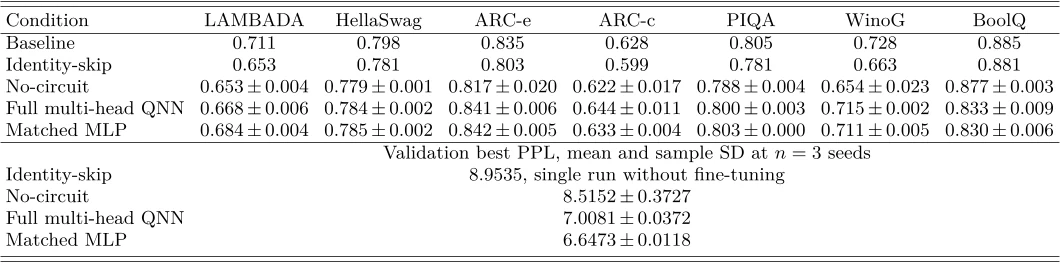 Condition LAMBADA HellaSwag ARC-e ARC-c PIQA WinoG BoolQ
Baseline 0.711 0.798 0.835 0.628 0.805 0.728 0.885
Identity-skip 0.653 0.781 0.803 0.599 0.781 0.663 0.881
No-circuit 0.653 ± 0.004 0.779 ± 0.001 0.817 ± 0.020 0.622 ± 0.017 0.788 ± 0.004 0.654 ± 0.023 0.877 ± 0.003
Full multi-head QNN 0.668 ± 0.006 0.784 ± 0.002 0.841 ± 0.006 0.644 ± 0.011 0.800 ± 0.003 0.715 ± 0.002 0.833 ± 0.009
Matched MLP 0.684 ± 0.004 0.785 ± 0.002 0.842 ± 0.005 0.633 ± 0.004 0.803 ± 0.000 0.711 ± 0.005 0.830 ± 0.006
Validation best PPL, mean and sample SD at n = 3 seeds
Identity-skip 8.9535, single run without fine-tuning
No-circuit 8.5152 ± 0.3727
Full multi-head QNN 7.0081 ± 0.0372
Matched MLP 6.6473 ± 0.0118